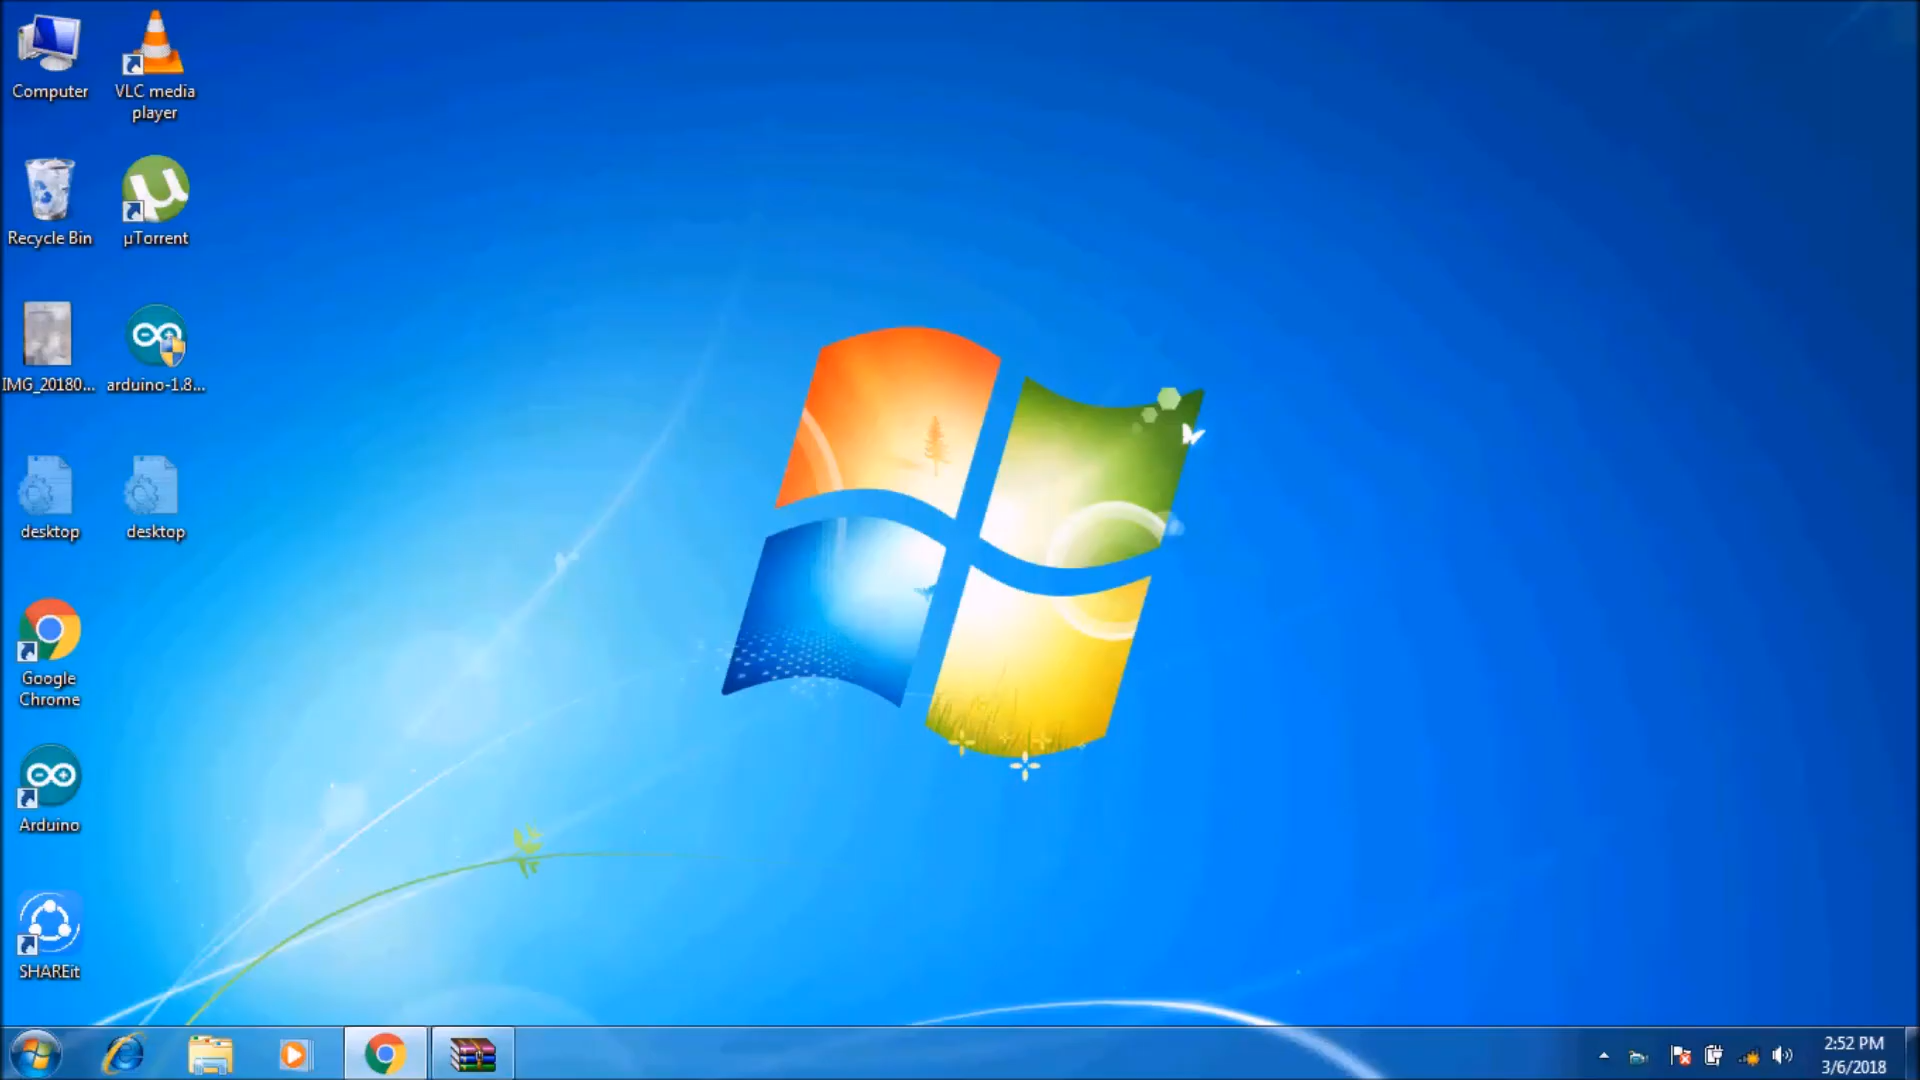 Computer
VLC media
player
Recycle Bin
µTorrent
IMG_20180...
arduino-1.8...
desktop
desktop
Google
Chrome
Arduino
SHAREit
2:52 PM
3/6/2018